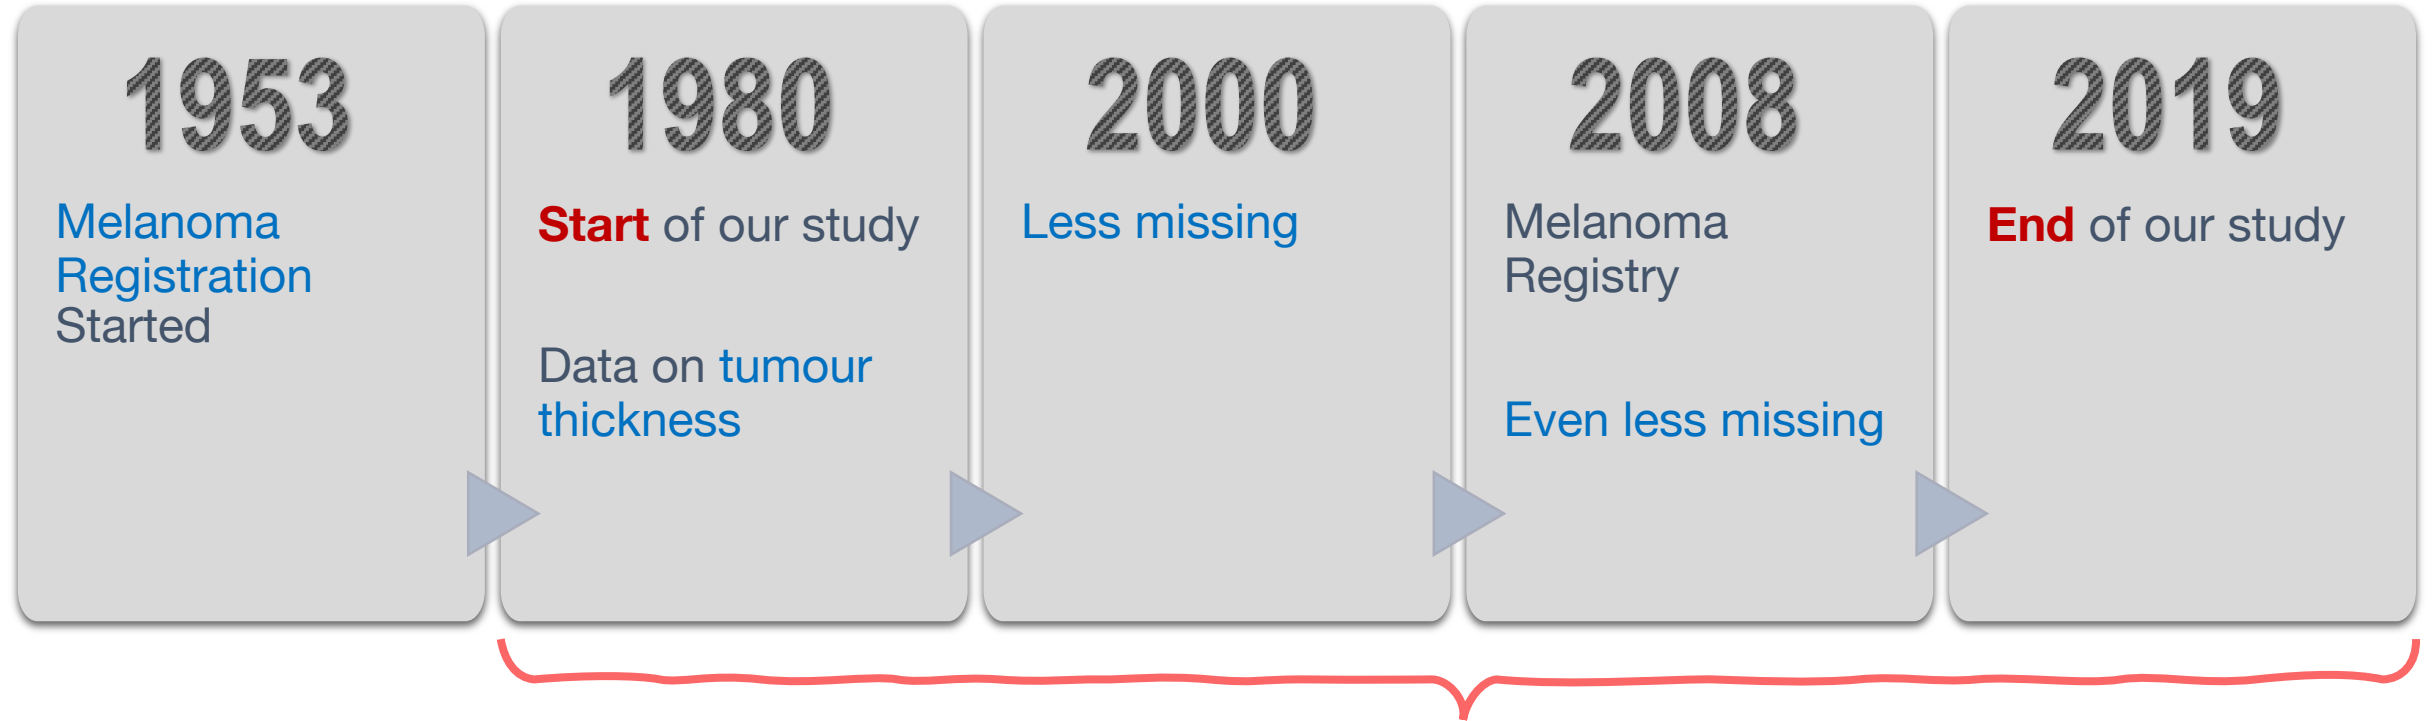 1953
Melanoma
Registration
Started
1980
Start of our study
Data on tumour
thickness
2000
Less missing
2008
Melanoma
Registry
Even less missing
2019
End of our study